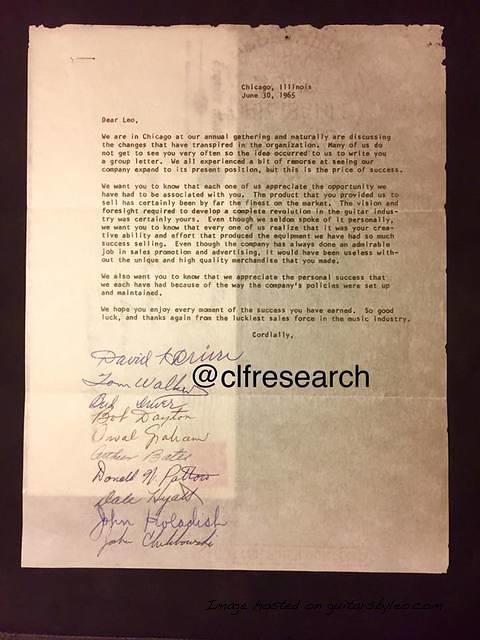 Chicago, Illinois
June 30, 1965
Dear Leo,
We are in Chicago at our annual gathering and naturally are discussing
the changes that have transpired in the organization. Many of us do
not get to see you very often so the idea occurred to us to write you
a group letter. We all experienced a bit of remorse at seeing our
company expand to its present position, but this is the price of success.
We want you to know that each one of us appreciate the opportunity we
have had to be associated with you. The product that you provided us to
sell has certainly been by far the finest on the market. The vision and
foresight required to develop a complete revolution in the guitar indus-
try was certainly yours. Even though we seldom spoke of it personally,
we want you to know that every one of us realize that it was your crea-
tive ability and effort that produced the equipment we have had so much
success selling. Even though the company has always done an admirable
job in sales promotion and advertising, it would have been useless with-
out the unique and high quality merchandise that you made.
We also want you to know that we appreciate the personal success that
we each have had because of the way the company's policies were set up
and maintained.
We hope you enjoy every moment of the success you have earned. So good
luck, and thanks again from the luckiest sales force in the music industry.
Cordially,
David Driver
Tom Walker
@clfresearch
Bud Driver
Bob Dayton
Orval Graham
Arthur Bates
Donald N. Patton
Dale Hyatt
John
John
Image hosted on guitarsbyleo.com